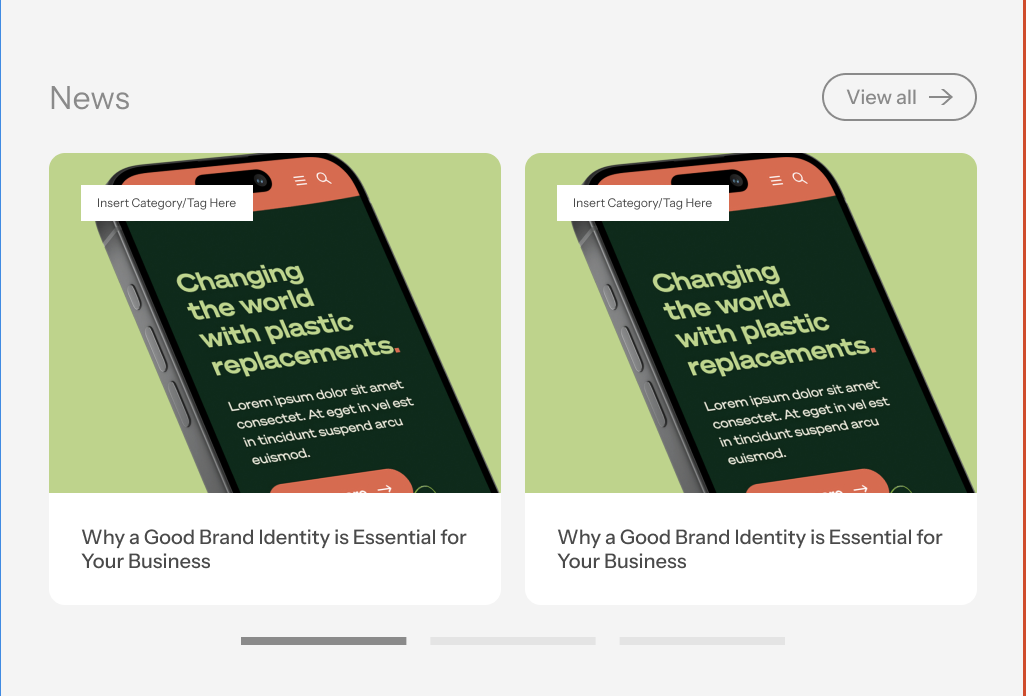 News
View all
Insert Category/Tag Here
Changing
the world
with plastic
replacements.
Lorem ipsum dolor sit amet
consectet. At eget in vel est
in tincidunt suspend arcu
euismod.
Why a Good Brand Identity is Essential for
Your Business
Insert Category/Tag Here
Changing
the world
with plastic
replacements.
Lorem ipsum dolor sit amet
consectet. At eget in vel est
in tincidunt suspend arcu
euismod.
Why a Good Brand Identity is Essential for
Your Business